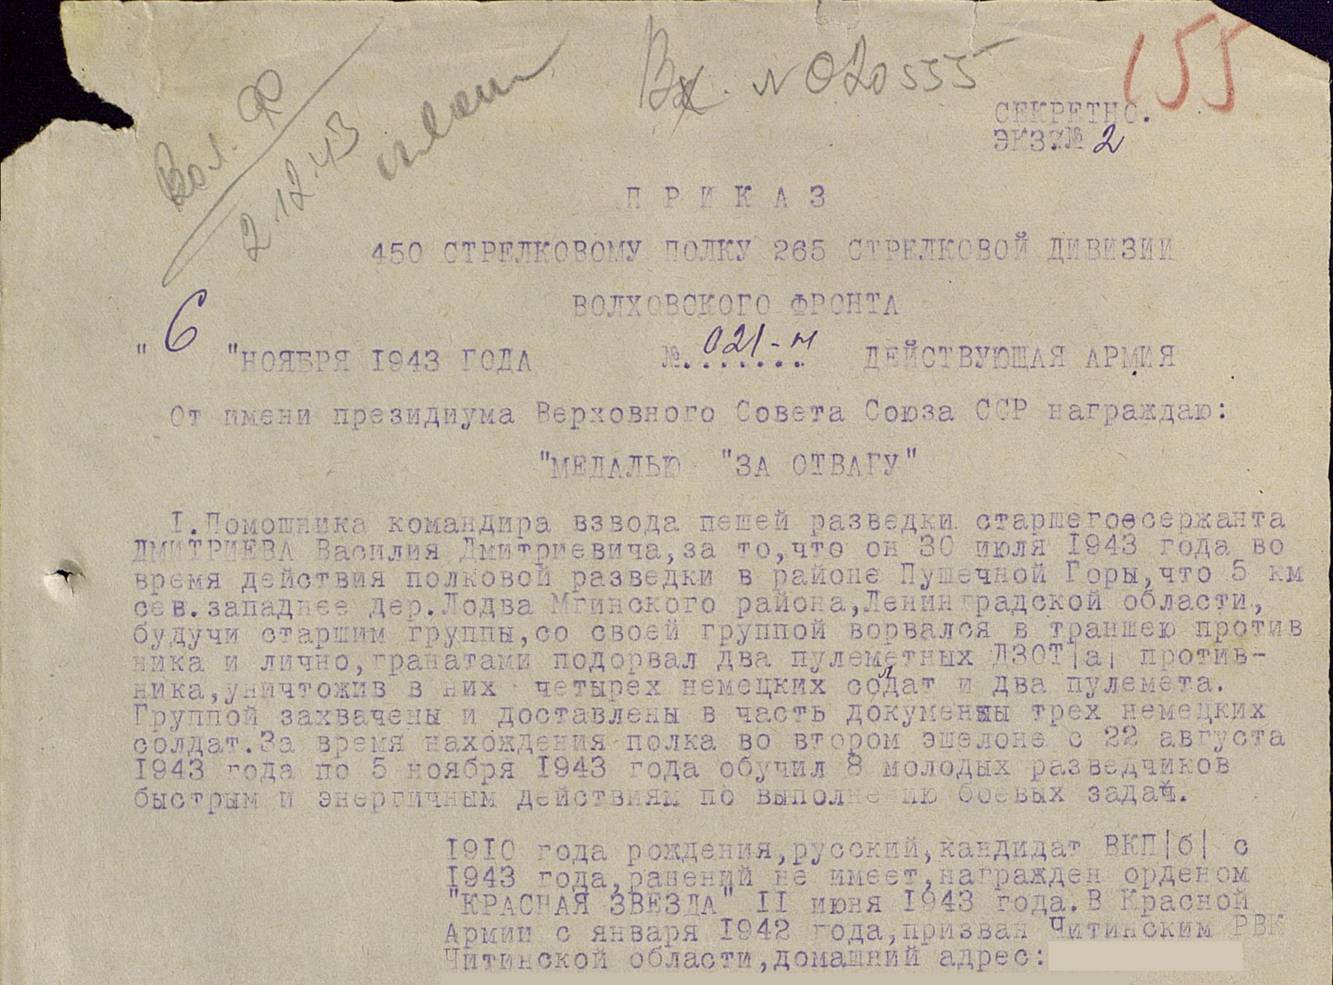 Вх. №020555
155
Вол. Ф
2.12.43
СЕКРЕТНО.
ЭКЗ.№ 2
П Р И К А З
450 СТРЕЛКОВОМУ ПОЛКУ 265 СТРЕЛКОВОЙ ДИВИЗИИ
ВОЛХОВСКОГО ФРОНТА
" 6 "НОЯБРЯ 1943 ГОДА №.021-н ДЕЙСТВУЮЩАЯ АРМИЯ
От имени президиума Верховного Совета Союза ССР награждаю:
"МЕДАЛЬЮ "ЗА ОТВАГУ"
I.Помошника командира взвода пешей разведки старшегоесержанта
ДМИТРИЕВА Василия Дмитриевича,за то,что он 30 июля 1943 года во
время действия полковой разведки в районе Пушечной Горы,что 5 км
сев.западнее дер.Лодва Мгинского района,Ленинградской области,
будучи старшим группы,со своей группой ворвался в траншею против
ника и лично,гранатами подорвал два пулеметных ДЗОТ|а| против-
ника,уничтожив в них четырех немецких солдат и два пулемета.
Группой захвачены и доставлены в часть документы трех немецких
солдат.За время нахождения полка во втором эшелоне с 22 августа
1943 года по 5 ноября 1943 года обучил 8 молодых разведчиков
быстрым и энергичным действиям по выполнению боевых задач.
1910 года рождения,русский,кандидат ВКП|б| с
1943 года,ранений не имеет,награжден орденом
"КРАСНАЯ ЗВЕЗДА" II июня 1943 года.В Красной
Армии с января 1942 года,призван Читинским РВК
Читинской области,домашний адрес: